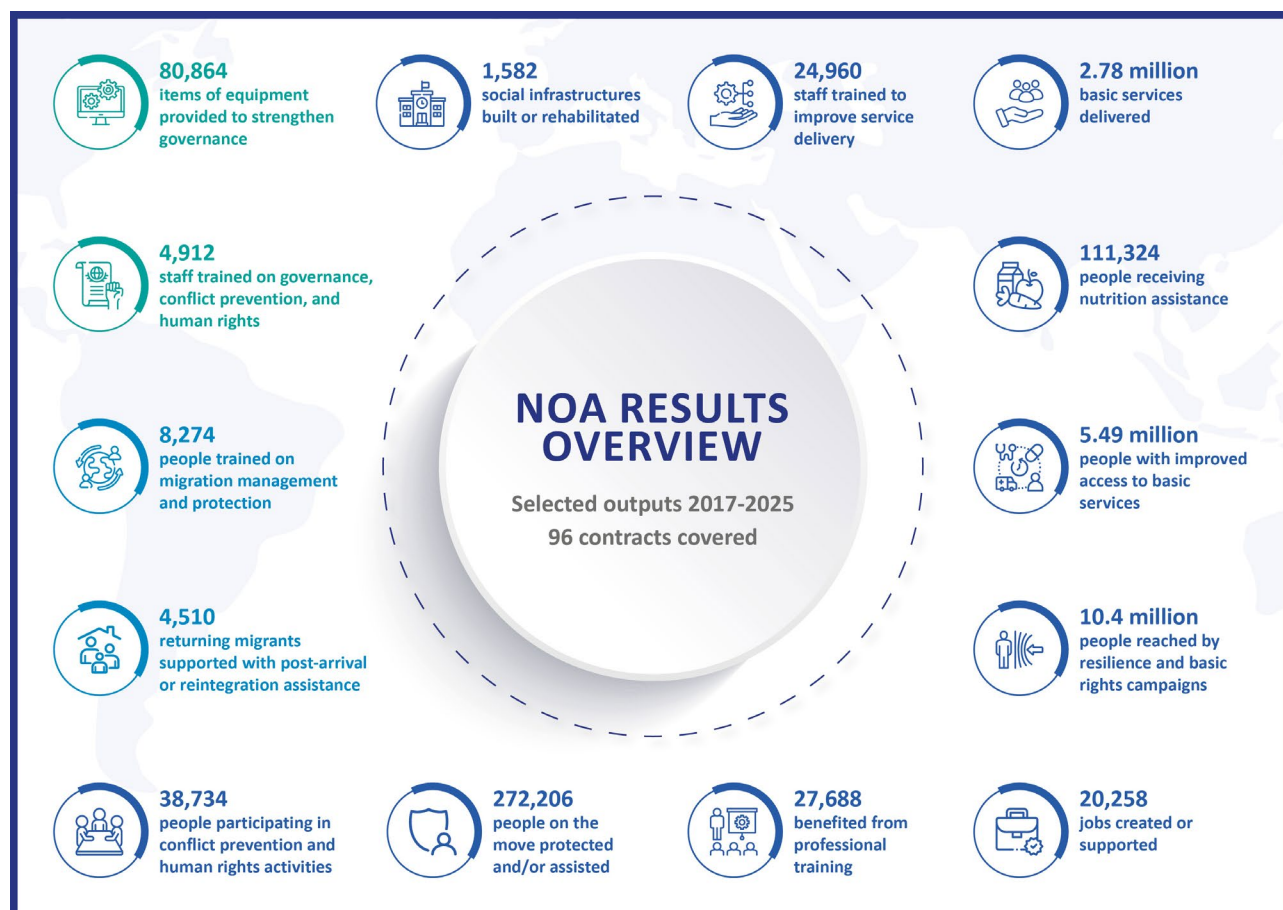 80,864
items of equipment
provided to strengthen
governance
1,582
social infrastructures
built or rehabilitated
24,960
staff trained to
improve service
delivery
2.78 million
basic services
delivered
4,912
staff trained on governance,
conflict prevention, and
human rights
111,324
people receiving
nutrition assistance
NOA RESULTS
OVERVIEW
Selected outputs 2017-2025
96 contracts covered
8,274
people trained on
migration management
and protection
5.49 million
people with improved
access to basic
services
4,510
returning migrants
supported with post-arrival
or reintegration assistance
10.4 million
people reached by
resilience and basic
rights campaigns
38,734
people participating in
conflict prevention and
human rights activities
272,206
people on the
move protected
and/or assisted
27,688
benefited from
professional
training
20,258
jobs created or
supported